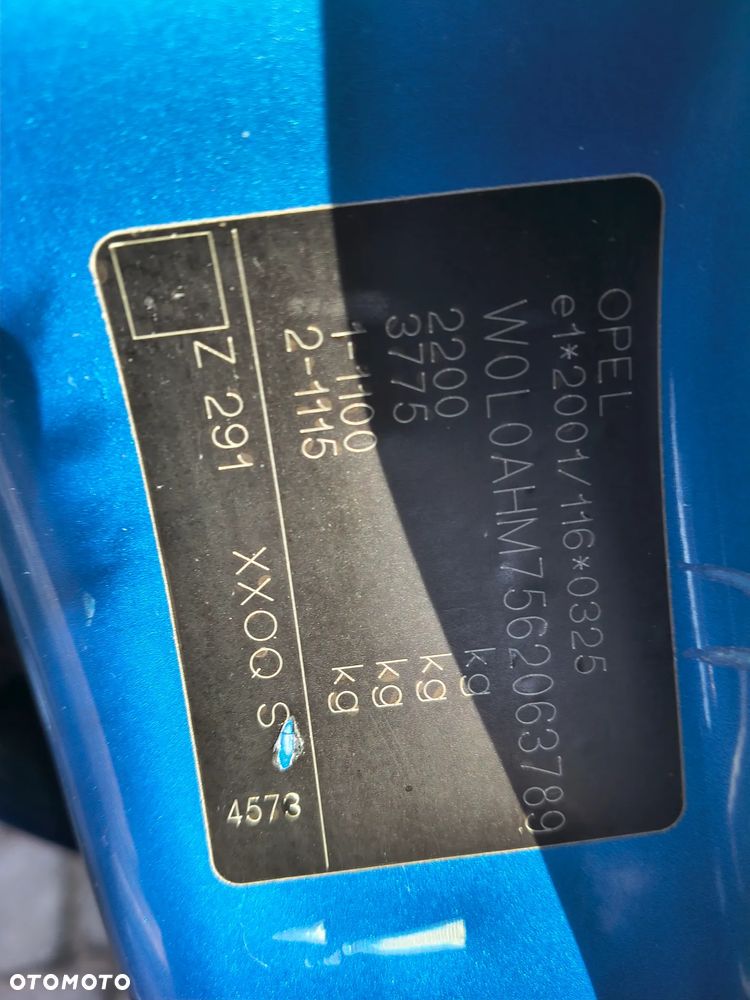 OPEL
e1*2001/116*0325
W0L0AHM7562063789
2200 kg
3775 kg
1-1100 kg
2-1115 kg
Z 291 XXOQ S
4573
OTOMOTO